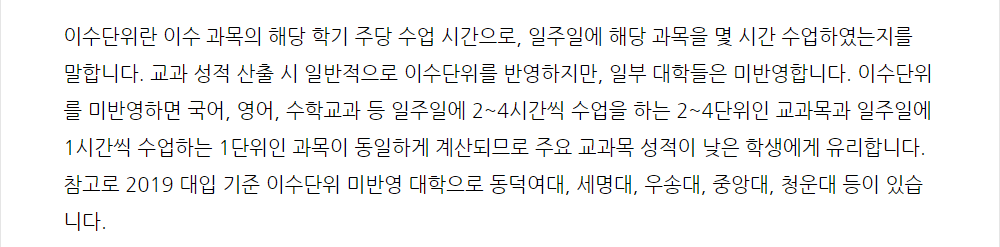 이수단위란 이수 과목의 해당 학기 주당 수업 시간으로, 일주일에 해당 과목을 몇 시간 수업하였는지를
말합니다. 교과 성적 산출 시 일반적으로 이수단위를 반영하지만, 일부 대학들은 미반영합니다. 이수단위
를 미반영하면 국어, 영어, 수학교과 등 일주일에 2~4시간씩 수업을 하는 2~4단위인 교과목과 일주일에
1시간씩 수업하는 1단위인 과목이 동일하게 계산되므로 주요 교과목 성적이 낮은 학생에게 유리합니다.
참고로 2019 대입 기준 이수단위 미반영 대학으로 동덕여대, 세명대, 우송대, 중앙대, 청운대 등이 있습
니다.